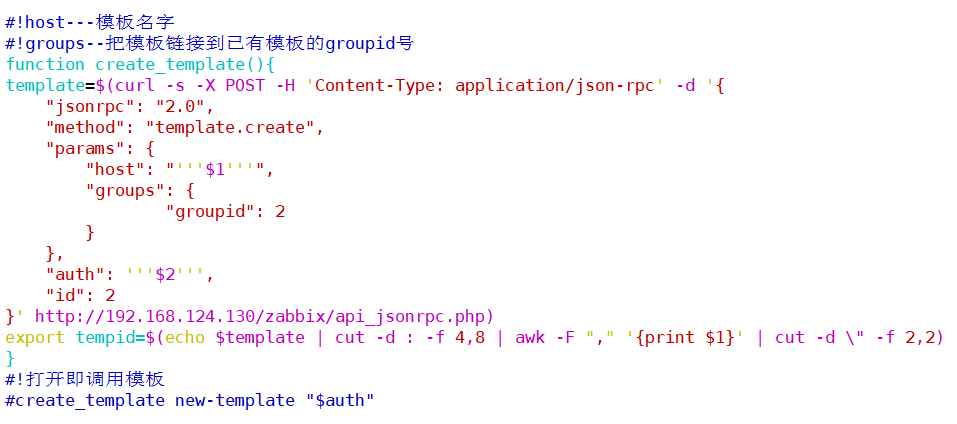 #!host---模板名字
#!groups--把模板链接到已有模板的groupid号
function create_template(){
template=$(curl -s -X POST -H 'Content-Type: application/json-rpc' -d '{
    "jsonrpc": "2.0",
    "method": "template.create",
    "params": {
        "host": "'''$1'''",
        "groups": {
                "groupid": 2
        }
    },
    "auth": '''$2''',
    "id": 2
}' http://192.168.124.130/zabbix/api_jsonrpc.php)
export tempid=$(echo $template | cut -d : -f 4,8 | awk -F "," '{print $1}' | cut -d \" -f 2,2)
}
#!打开即调用模板
#create_template new-template "$auth"